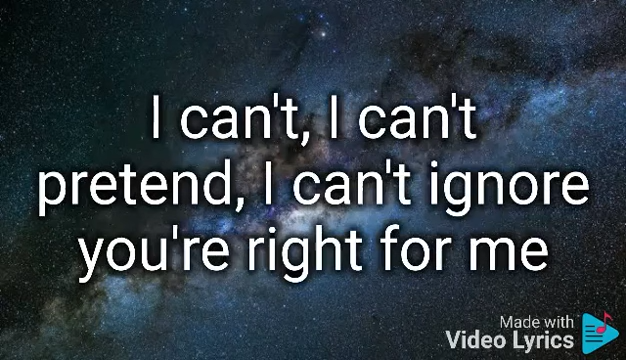 I can't, I can't
pretend, I can't ignore
you're right for me
Made with
Video Lyrics